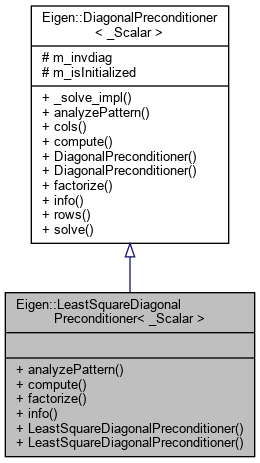 Eigen::DiagonalPreconditioner
< _Scalar >
# m_invdiag
# m_isInitialized
+ _solve_impl()
+ analyzePattern()
+ cols()
+ compute()
+ DiagonalPreconditioner()
+ DiagonalPreconditioner()
+ factorize()
+ info()
+ rows()
+ solve()
Eigen::LeastSquareDiagonal
Preconditioner< _Scalar >
+ analyzePattern()
+ compute()
+ factorize()
+ info()
+ LeastSquareDiagonalPreconditioner()
+ LeastSquareDiagonalPreconditioner()